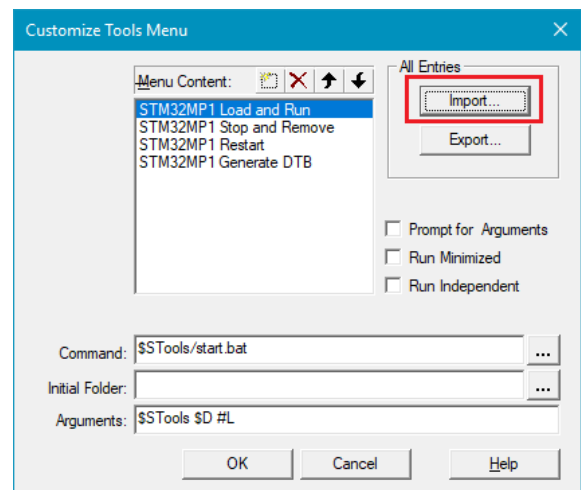 Customize Tools Menu
Menu Content:
All Entries
Import...
STM32MP1 Load and Run
STM32MP1 Stop and Remove
STM32MP1 Restart
STM32MP1 Generate DTB
Export...
Prompt for Arguments
Run Minimized
Run Independent
Command: $STools/start.bat ...
Initial Folder: ...
Arguments: $STools $D #L
OK Cancel Help